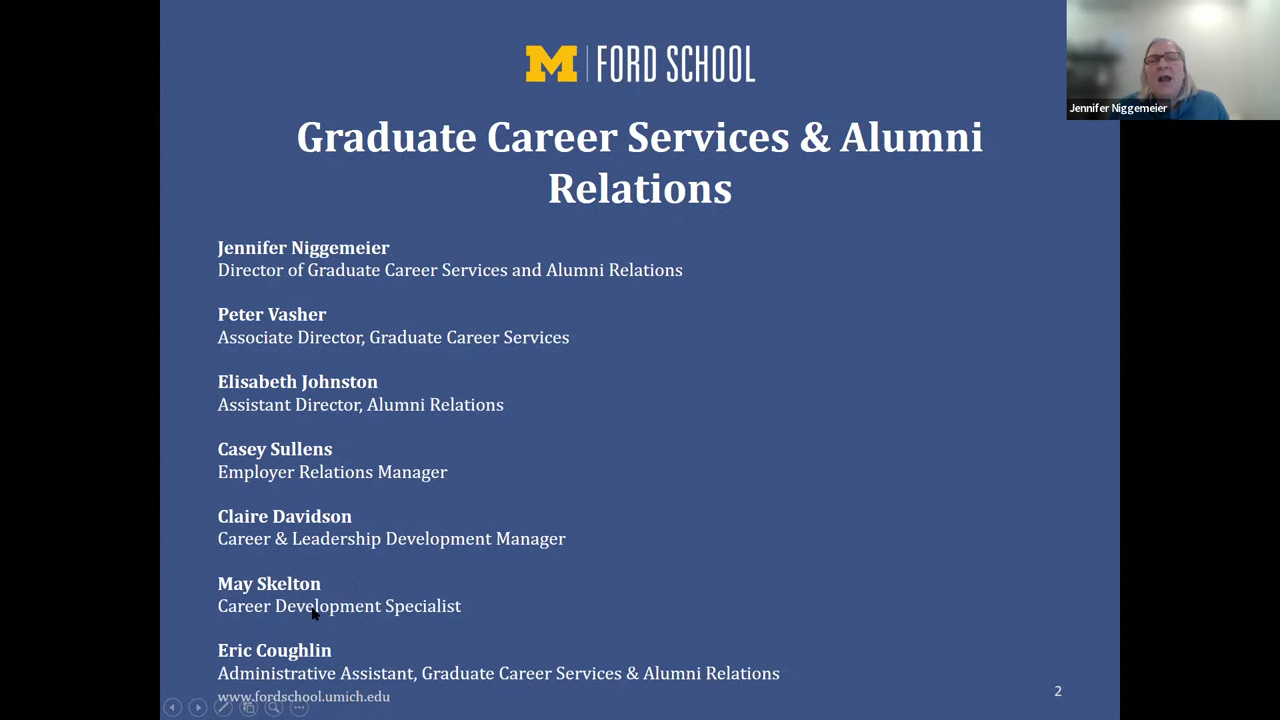 M | FORD SCHOOL
Jennifer Niggemeier
Graduate Career Services & Alumni
Relations
Jennifer Niggemeier
Director of Graduate Career Services and Alumni Relations
Peter Vasher
Associate Director, Graduate Career Services
Elisabeth Johnston
Assistant Director, Alumni Relations
Casey Sullens
Employer Relations Manager
Claire Davidson
Career & Leadership Development Manager
May Skelton
Career Development Specialist
Eric Coughlin
Administrative Assistant, Graduate Career Services & Alumni Relations
www.fordschool.umich.edu
2